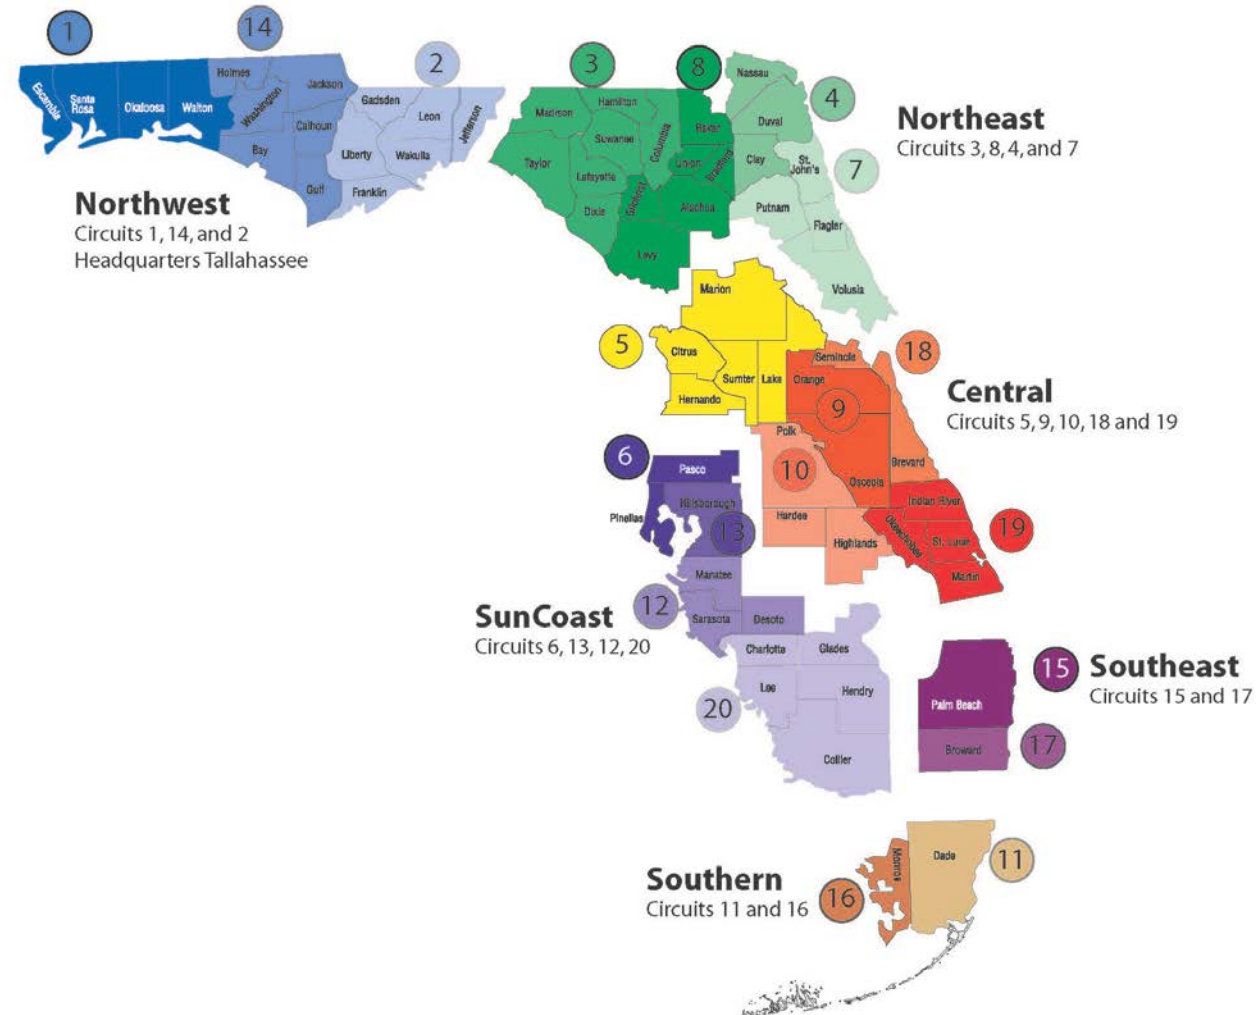 1
14
2
3
8
4
7
Escambia
Santa
Rosa
Okaloosa
Walton
Holmes
Washington
Jackson
Calhoun
Bay
Gulf
Gadsden
Leon
Jefferson
Liberty
Wakulla
Franklin
Northwest
Circuits 1, 14, and 2
Headquarters Tallahassee
Madison
Hamilton
Suwanee
Columbia
Taylor
Lafayette
Dixie
Gilchrist
Baker
Union
Bradford
Alachua
Levy
Nassau
Duval
Clay
St.
John's
Putnam
Flagler
Volusia
Northeast
Circuits 3, 8, 4, and 7
5
Marion
Citrus
Sumter
Lake
Hernando
Seminole
Orange
9
18
Polk
10
Osceola
Brevard
Hardee
Highlands
Indian River
Okeechobee
St. Lucie
Martin
19
Central
Circuits 5, 9, 10, 18 and 19
6
Pasco
Pinellas
Hillsborough
13
Manatee
12
Sarasota
Desoto
Charlotte
Glades
Lee
Hendry
20
Collier
SunCoast
Circuits 6, 13, 12, 20
15
Palm Beach
Broward
17
Southeast
Circuits 15 and 17
Monroe
Dade
11
16
Southern
Circuits 11 and 16